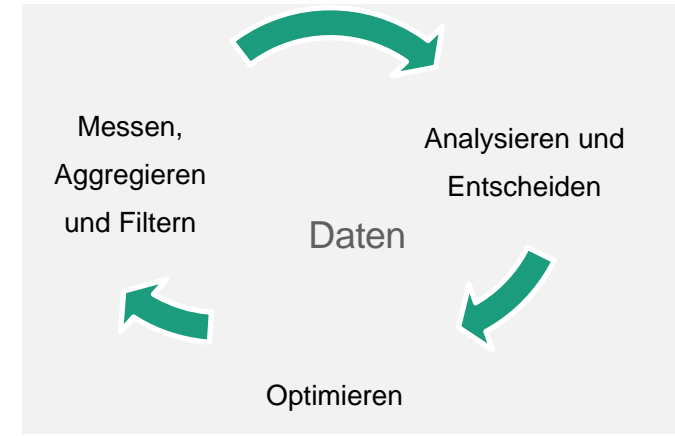 Messen,
Aggregieren
und Filtern
Analysieren und
Entscheiden
Daten
Optimieren